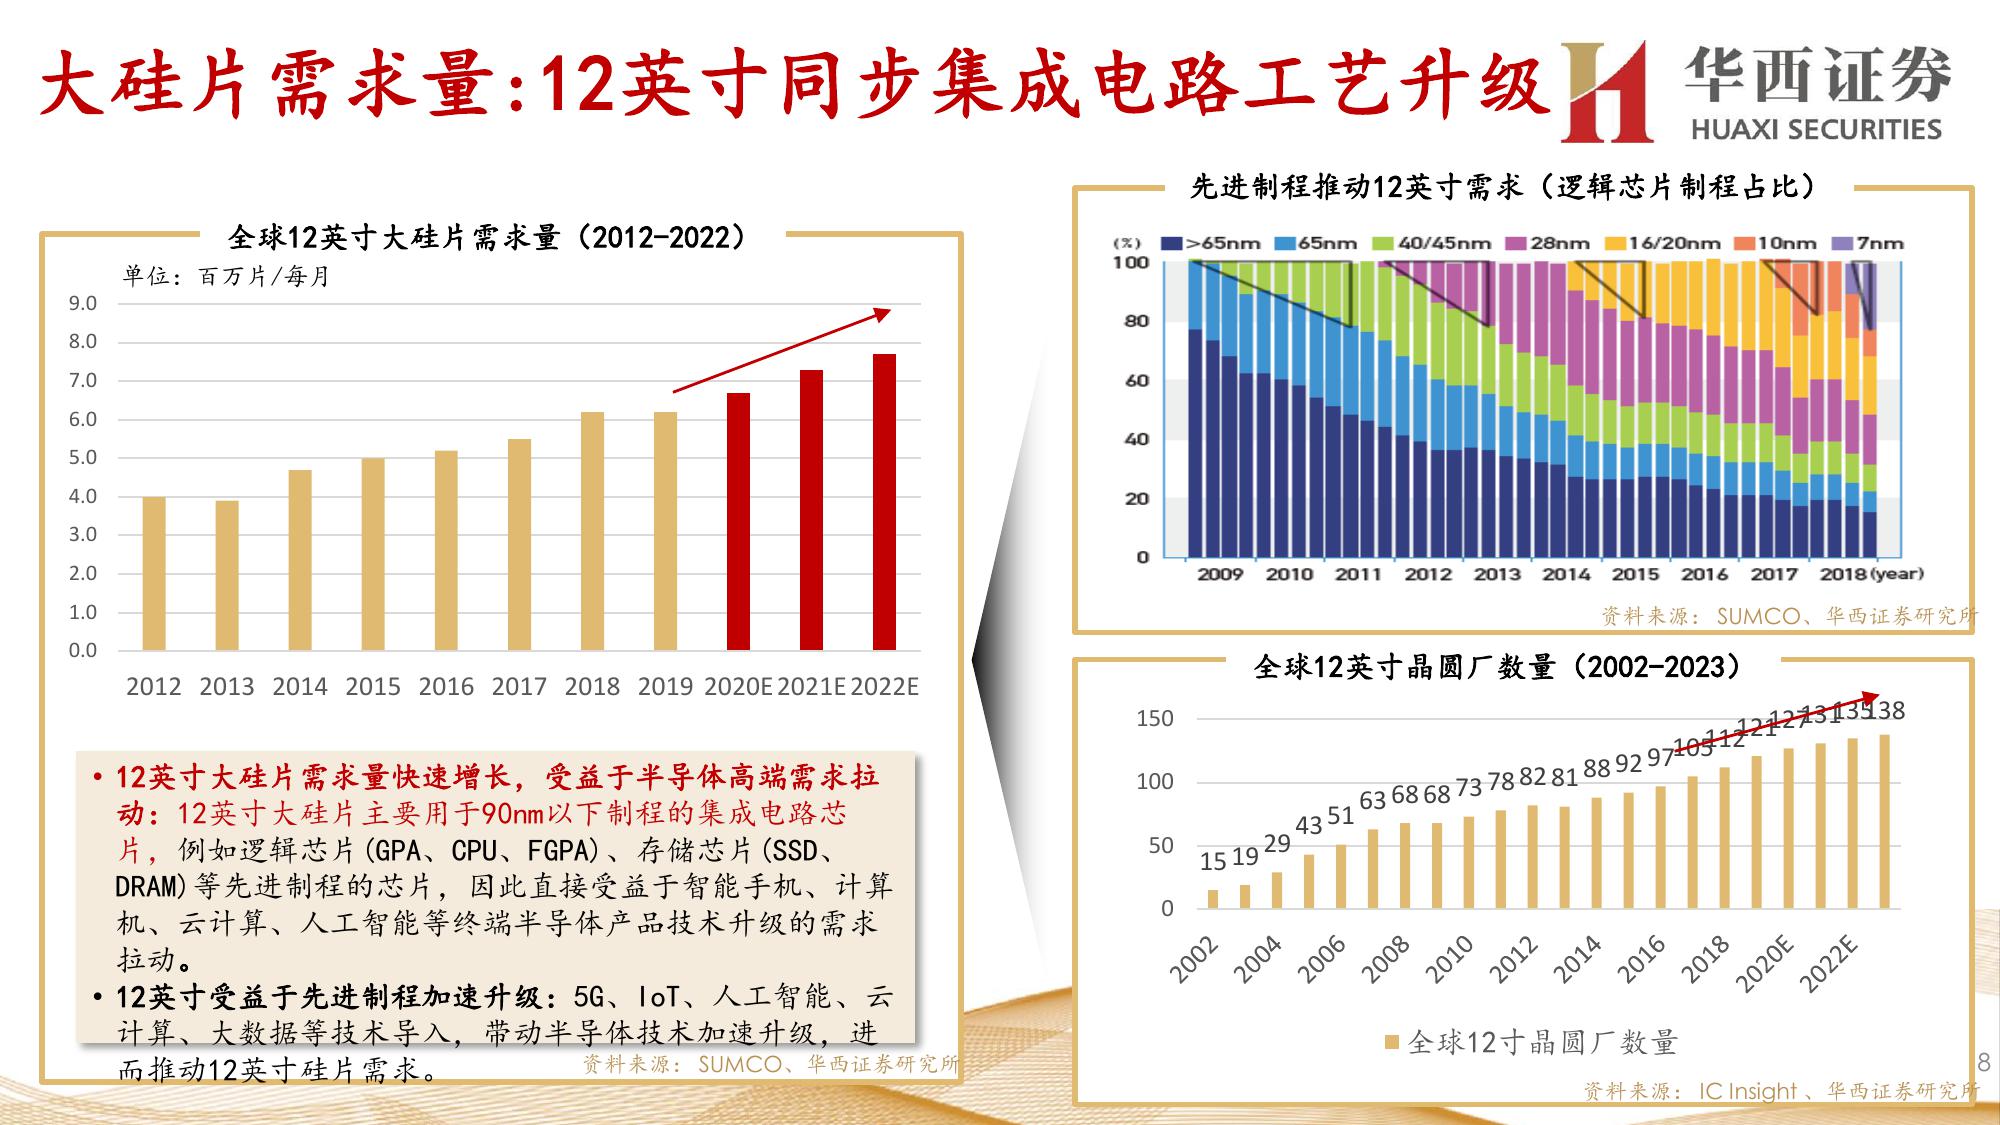 大硅片需求量:12英寸同步集成电路工艺升级
华西证券
HUAXI SECURITIES
全球12英寸大硅片需求量（2012-2022）
单位：百万片/每月
9.0
8.0
7.0
6.0
5.0
4.0
3.0
2.0
1.0
0.0
2012 2013 2014 2015 2016 2017 2018 2019 2020E 2021E 2022E
• 12英寸大硅片需求量快速增长，受益于半导体高端需求拉
动：12英寸大硅片主要用于90nm以下制程的集成电路芯
片，例如逻辑芯片(GPA、CPU、FGPA)、存储芯片(SSD、
DRAM)等先进制程的芯片，因此直接受益于智能手机、计算
机、云计算、人工智能等终端半导体产品技术升级的需求
拉动。
• 12英寸受益于先进制程加速升级：5G、IoT、人工智能、云
计算、大数据等技术导入，带动半导体技术加速升级，进
而推动12英寸硅片需求。
资料来源： SUMCO、华西证券研究所
先进制程推动12英寸需求（逻辑芯片制程占比）
(%) >65nm 65nm 40/45nm 28nm 16/20nm 10nm 7nm
100
80
60
40
20
0
2009 2010 2011 2012 2013 2014 2015 2016 2017 2018 (year)
资料来源： SUMCO、华西证券研究所
全球12英寸晶圆厂数量（2002-2023）
150
100
50
0
15 19 29 43 51 63 68 68 73 78 82 81 88 92 97 105 112 121 127 131 135 138
2002 2004 2006 2008 2010 2012 2014 2016 2018 2020E 2022E
全球12寸晶圆厂数量
资料来源： IC Insight 、华西证券研究所
8